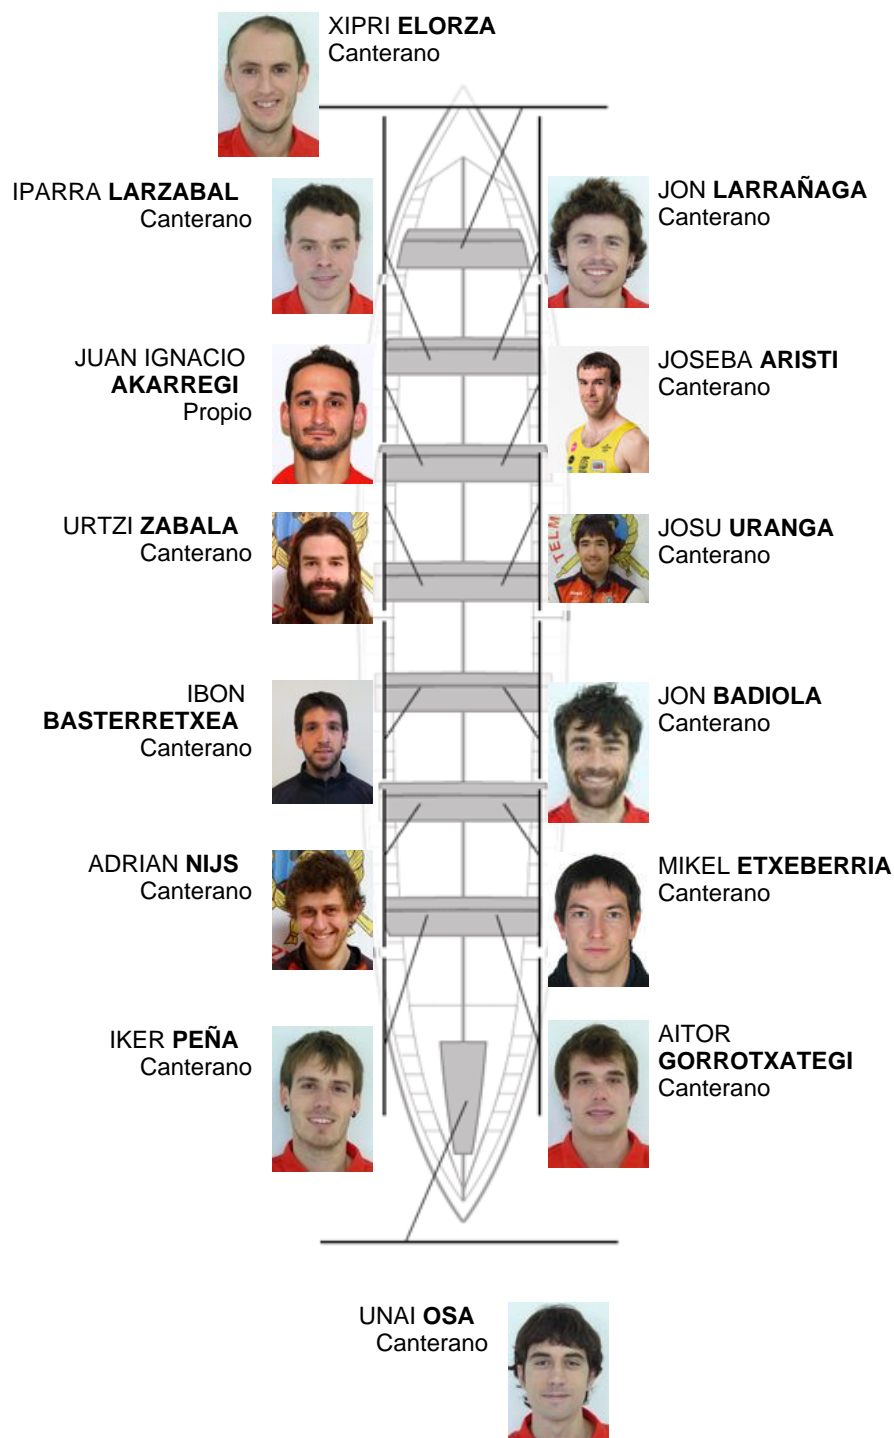 XIPRI ELORZA
Canterano
IPARRA LARZABAL
Canterano
JON LARRAÑAGA
Canterano
JUAN IGNACIO
AKARREGI
Propio
JOSEBA ARISTI
Canterano
URTZI ZABALA
Canterano
JOSU URANGA
Canterano
TELM
IBON
BASTERRETXEA
Canterano
JON BADIOLA
Canterano
ADRIAN NIJS
Canterano
MIKEL ETXEBERRIA
Canterano
IKER PEÑA
Canterano
AITOR
GORROTXATEGI
Canterano
UNAI OSA
Canterano